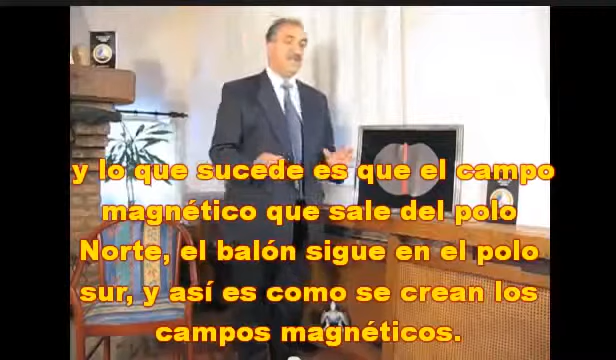 y lo que sucede es que el campo
magnético que sale del polo
Norte, el balón sigue en el polo
sur, y así es como se crean los
campos magnéticos.